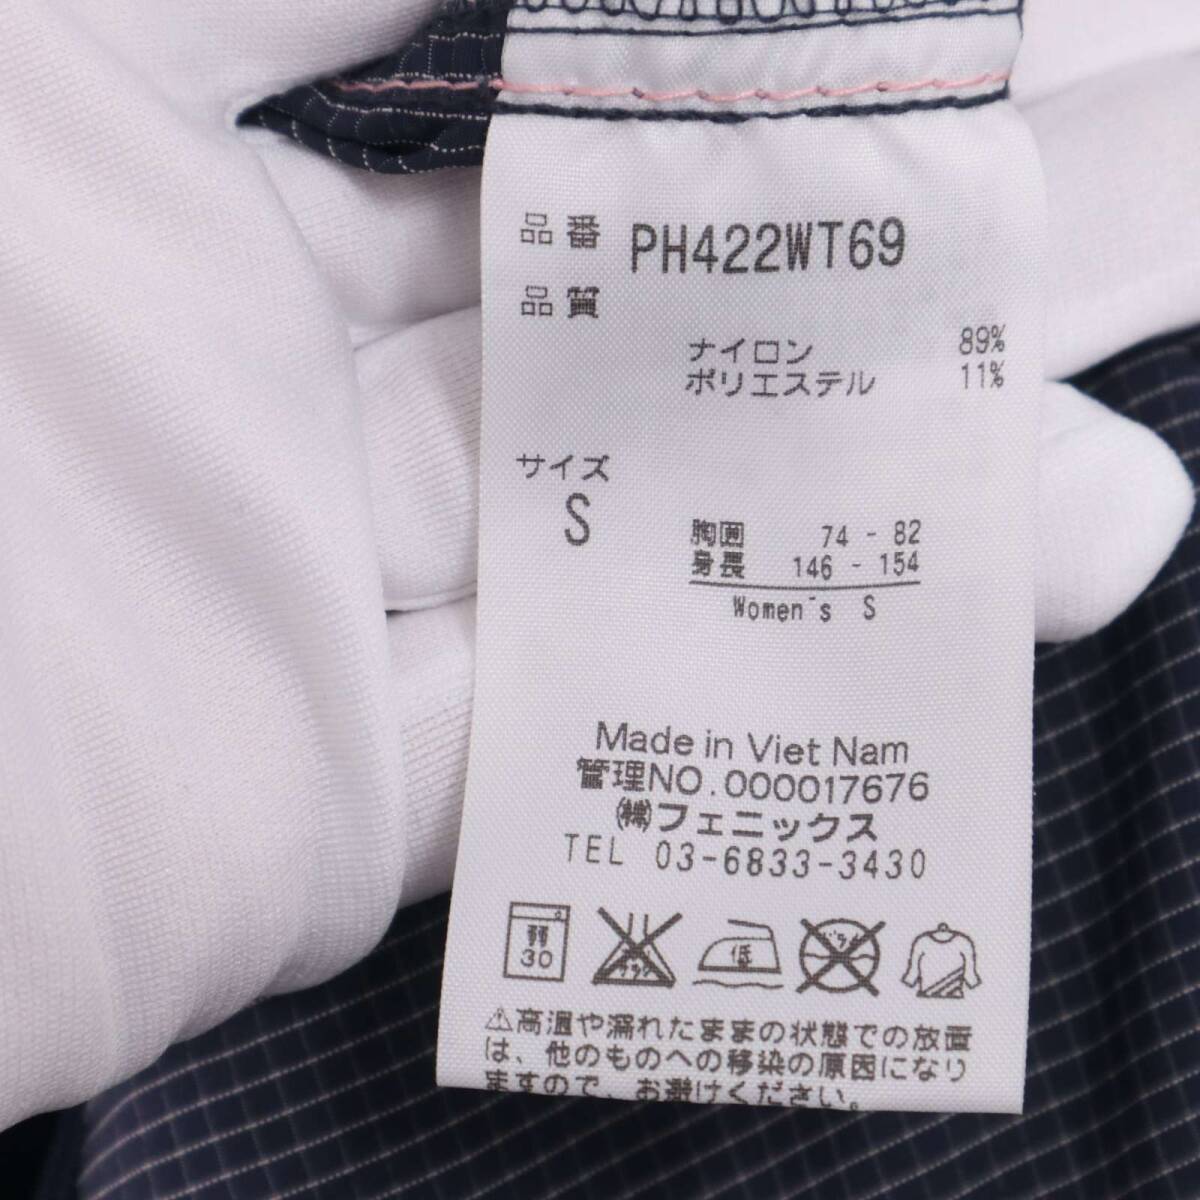 品番 PH422WT69
品質
ナイロン 89%
ポリエステル 11%
サイズ
S
胸囲 74 - 82
身長 146 - 154
Women's S
Made in Viet Nam
管理NO.000017676
㈱フェニックス
TEL 03-6833-3430
弱
30
低
⚠高温や濡れたままの状態での放置
は、他のものへの移染の原因になり
ますので、お避けください。